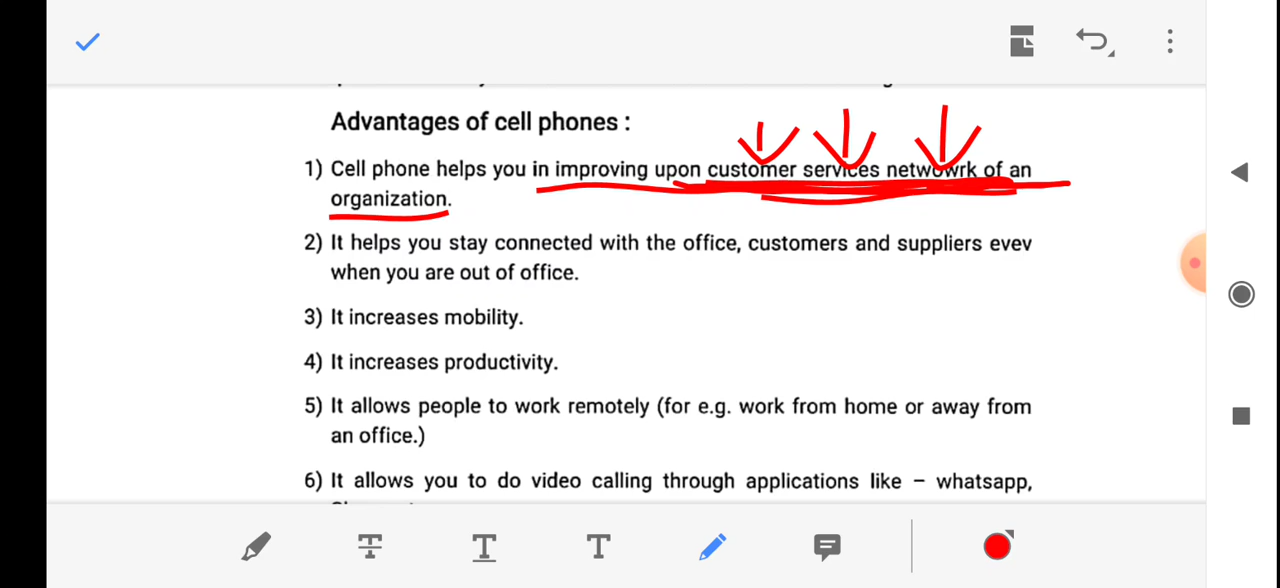 Advantages of cell phones :
1) Cell phone helps you in improving upon customer services netwowrk of an
organization.
2) It helps you stay connected with the office, customers and suppliers evev
when you are out of office.
3) It increases mobility.
4) It increases productivity.
5) It allows people to work remotely (for e.g. work from home or away from
an office.)
6) It allows you to do video calling through applications like – whatsapp,
T
T
T